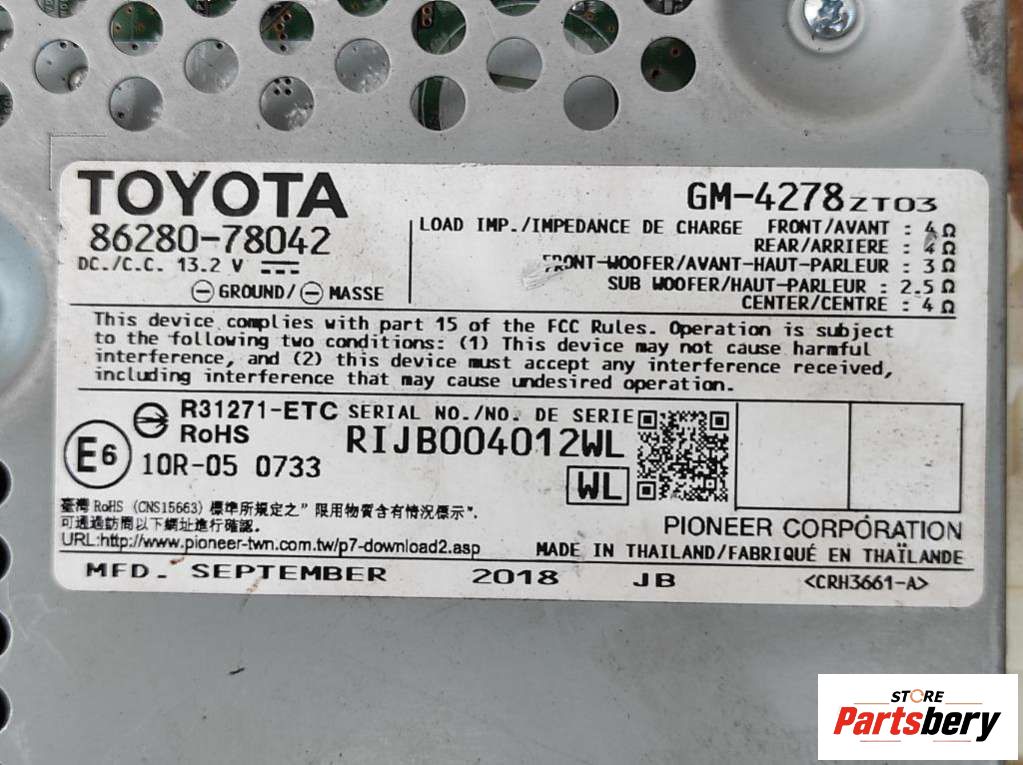 TOYOTA
86280-78042
DC./C.C. 13.2 V
GROUND/ MASSE
GM-4278ZT03
LOAD IMP./IMPEDANCE DE CHARGE FRONT/AVANT : 4Ω
REAR/ARRIERE : 4Ω
FRONT-WOOFER/AVANT-HAUT-PARLEUR : 3Ω
SUB WOOFER/HAUT-PARLEUR : 2.5Ω
CENTER/CENTRE : 4Ω
This device complies with part 15 of the FCC Rules. Operation is subject
to the following two conditions: (1) This device may not cause harmful
interference, and (2) this device must accept any interference received,
including interference that may cause undesired operation.
R31271-ETC
RoHS
E6
10R-05 0733
SERIAL NO./NO. DE SERIE
RIJB004012WL
WL
臺灣 RoHS (CNS15663) 標準所規定之"限用物質含有情況標示",
可通過訪問以下網址進行確認.
URL:http://www.pioneer-twn.com.tw/p7-download2.asp
PIONEER CORPORATION
MADE IN THAILAND/FABRIQUÉ EN THAÏLANDE
MFD. SEPTEMBER 2018 JB <CRH3661-A>
STORE
Partsbery